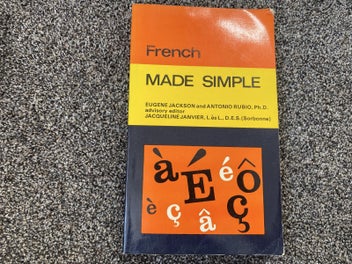 French
MADE SIMPLE
EUGENE JACKSON and ANTONIO RUBIO, Ph.D.
advisory editor
JACQUELINE JANVIER, L. ès L., D.E.S. (Sorbonne)
à É é ô
è ç â ç